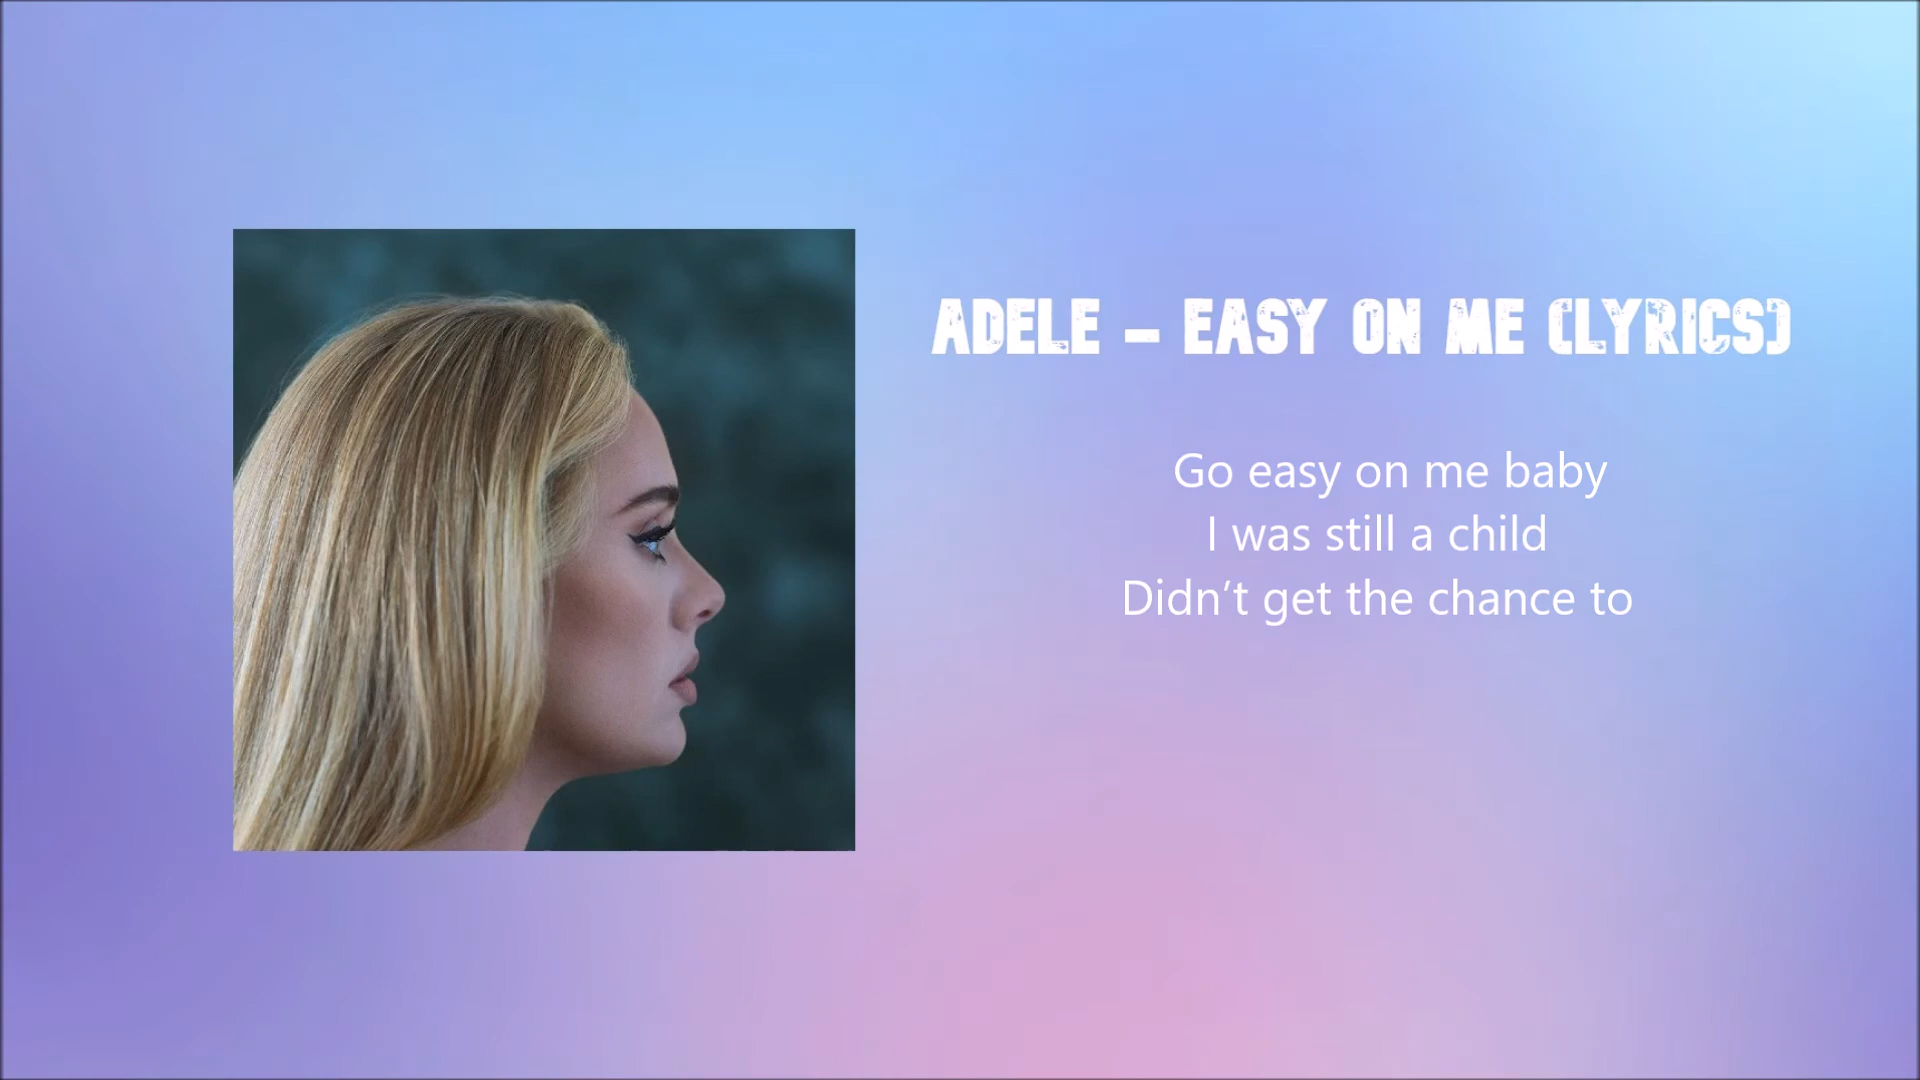 ADELE - EASY ON ME (LYRICS)
Go easy on me baby
I was still a child
Didn’t get the chance to